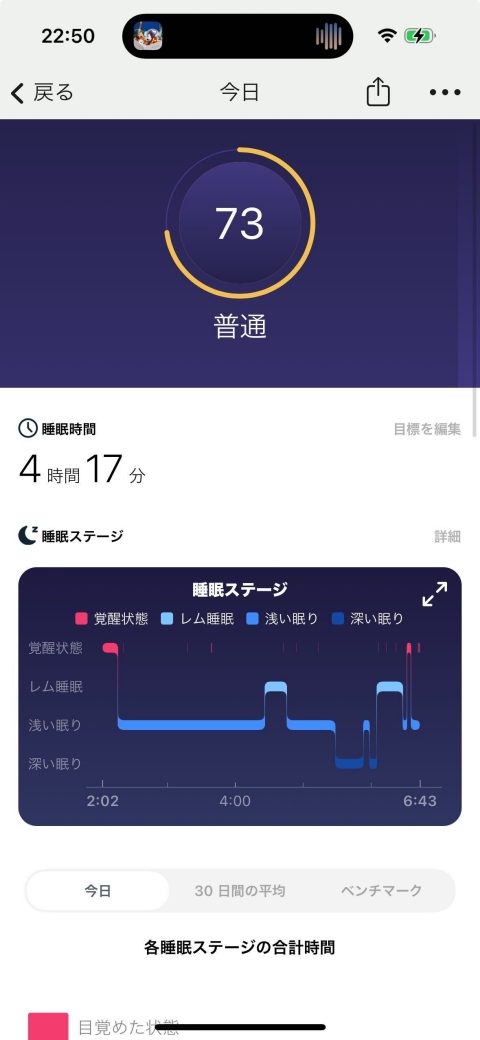 22:50
戻る 今日
73
普通
睡眠時間 目標を編集
4 時間 17 分
睡眠ステージ 詳細
睡眠ステージ
覚醒状態 レム睡眠 浅い眠り 深い眠り
覚醒状態
レム睡眠
浅い眠り
深い眠り
2:02 4:00 6:43
今日 30 日間の平均 ベンチマーク
各睡眠ステージの合計時間
目覚めた状態